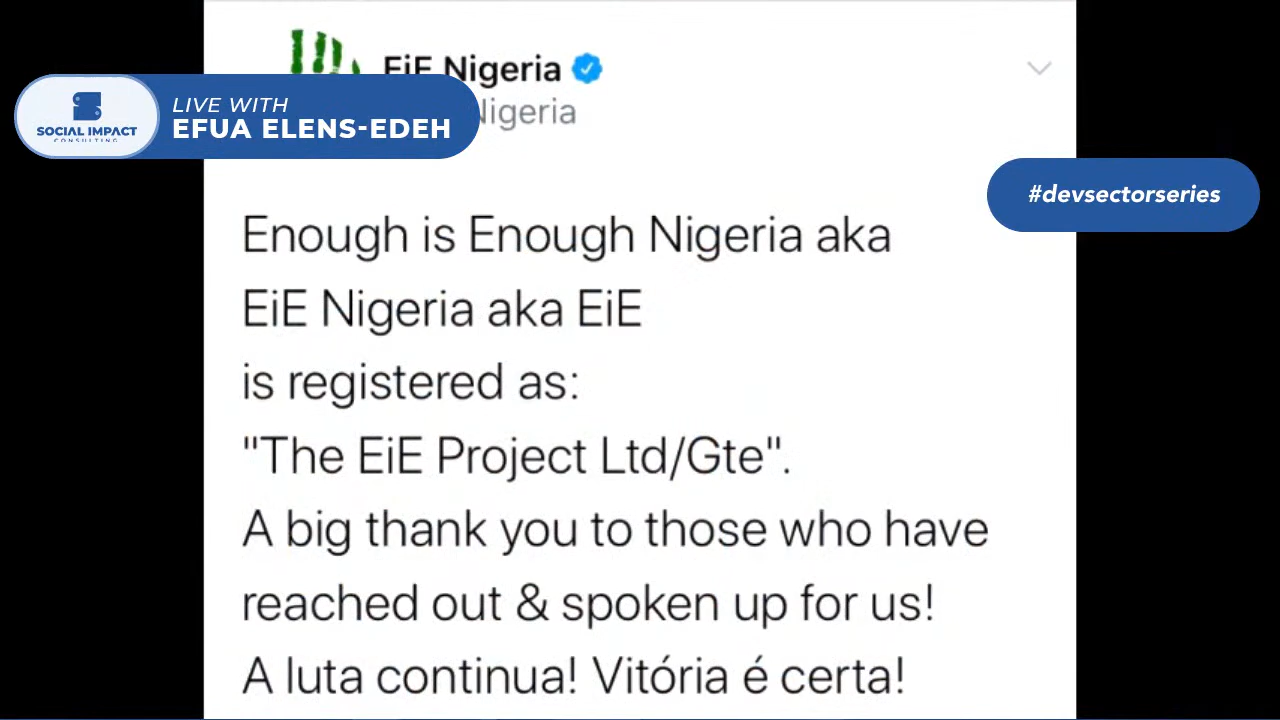 EiE Nigeria
LIVE WITH
EFUA ELENS-EDEH
SOCIAL IMPACT
CONSULTING
Nigeria
#devsectorseries
Enough is Enough Nigeria aka
EiE Nigeria aka EiE
is registered as:
"The EiE Project Ltd/Gte".
A big thank you to those who have
reached out & spoken up for us!
A luta continua! Vitória é certa!